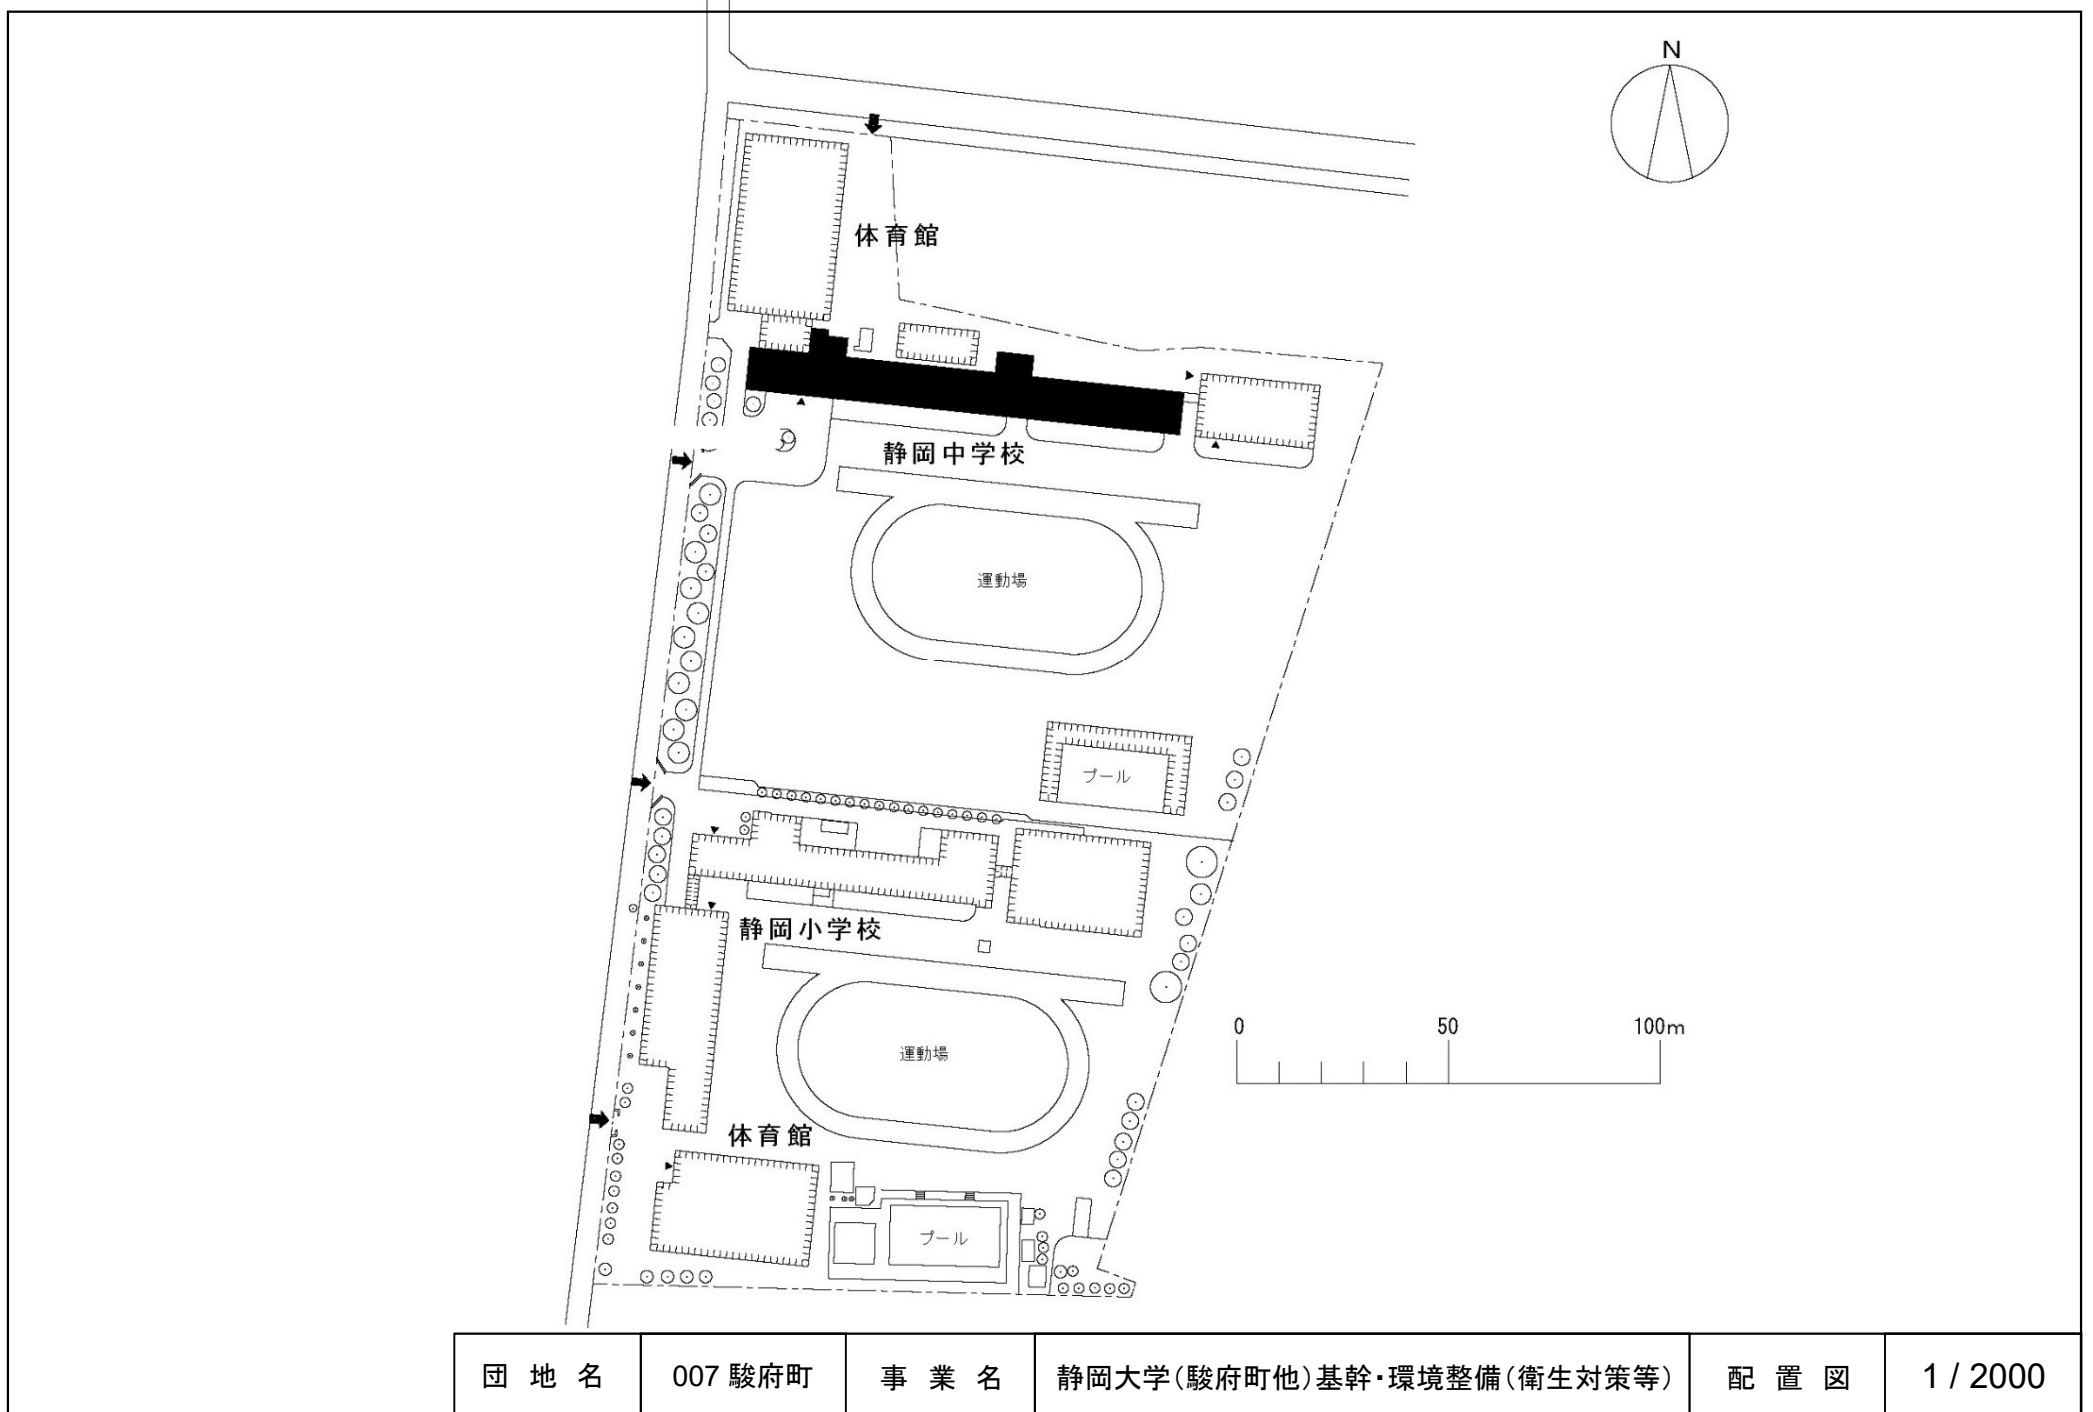 N
体育館
静岡中学校
運動場
プール
静岡小学校
0 50 100m
運動場
体育館
プール
団地名 007 駿府町 事業名 静岡大学(駿府町他)基幹・環境整備(衛生対策等) 配置図 1 / 2000